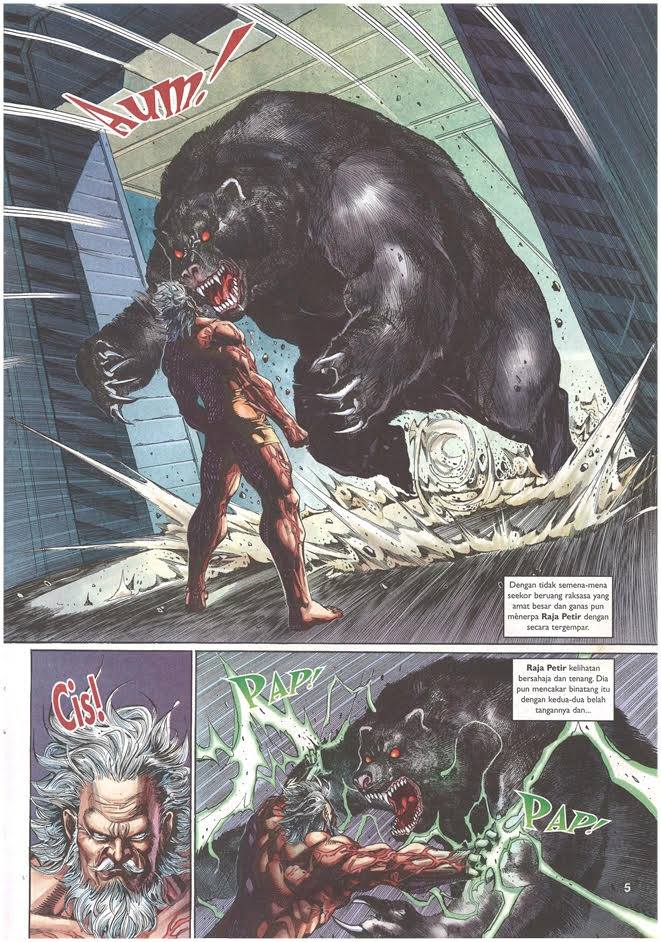 Aum!
Dengan tidak semena-mena
seekor beruang raksasa yang
amat besar dan ganas pun
menerpa Raja Petir dengan
secara tergempar.
Cis!
PAP!
Raja Petir kelihatan
bersahaja dan tenang. Dia
pun mencakar binatang itu
dengan kedua-dua belah
tangannya dan...
PAP!
5